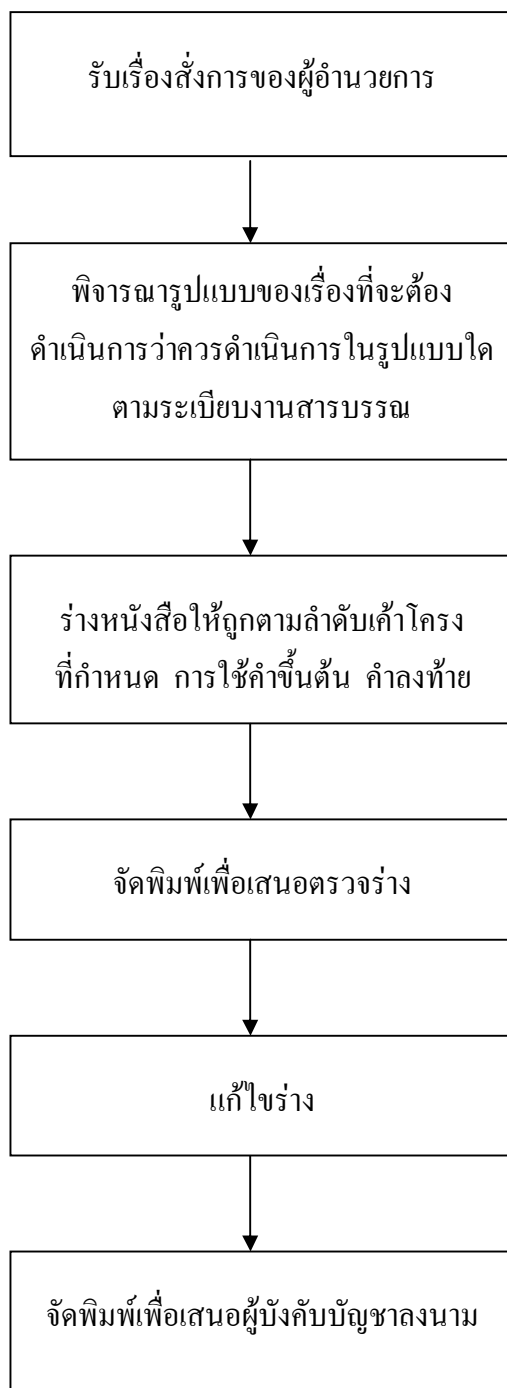 รับเรื่องสั่งการของผู้อำนวยการ
พิจารณารูปแบบของเรื่องที่จะต้อง
ดำเนินการว่าควรดำเนินการในรูปแบบใด
ตามระเบียบงานสารบรรณ
ร่างหนังสือให้ถูกตามลำดับเค้าโครง
ที่กำหนด การใช้คำขึ้นต้น คำลงท้าย
จัดพิมพ์เพื่อเสนอตรวจร่าง
แก้ไขร่าง
จัดพิมพ์เพื่อเสนอผู้บังคับบัญชาลงนาม